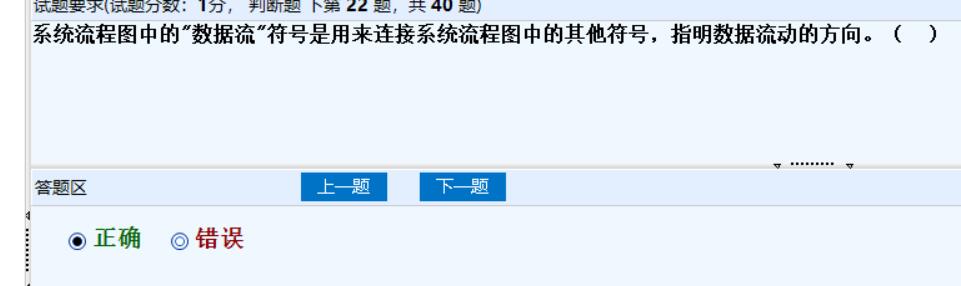 试题要求(试题分数：1分， 判断题 下第 22 题，共 40 题)
系统流程图中的"数据流"符号是用来连接系统流程图中的其他符号，指明数据流动的方向。（ ）
答题区 上一题 下一题
正确 错误